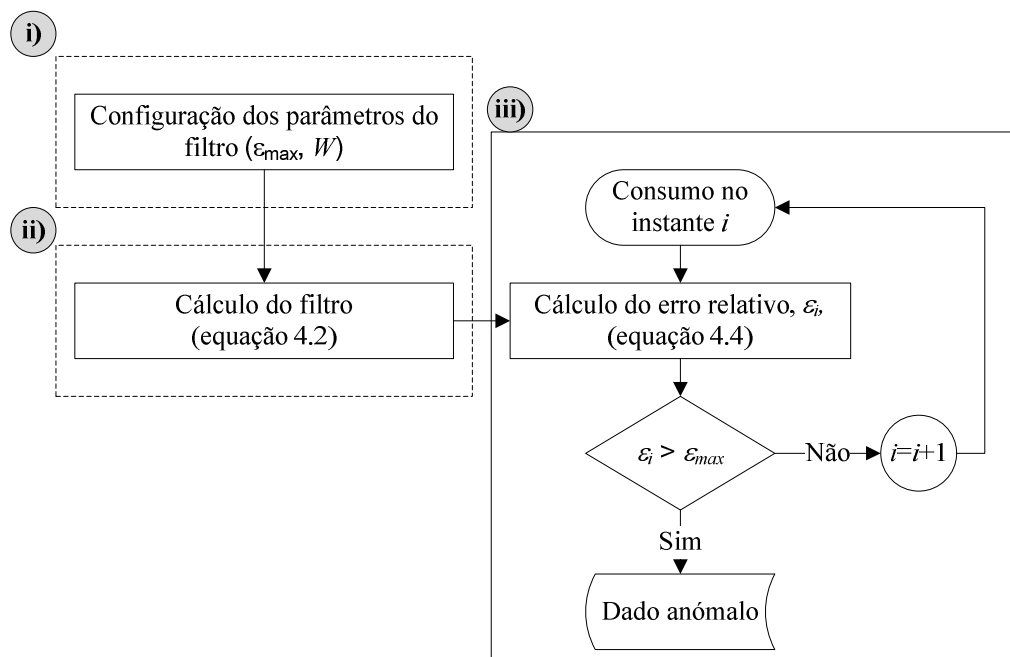 i)
Configuração dos parâmetros do
filtro (εmax, W)
ii)
Cálculo do filtro
(equação 4.2)
iii)
Consumo no
instante i
Cálculo do erro relativo, εi,
(equação 4.4)
εi > εmax
Não
i=i+1
Sim
Dado anómalo